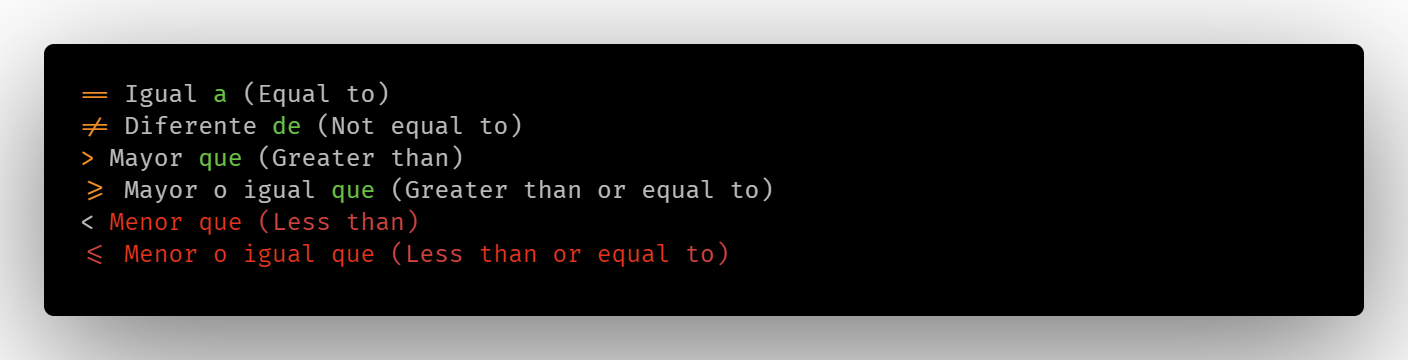 == Igual a (Equal to)
!= Diferente de (Not equal to)
> Mayor que (Greater than)
>= Mayor o igual que (Greater than or equal to)
< Menor que (Less than)
<= Menor o igual que (Less than or equal to)